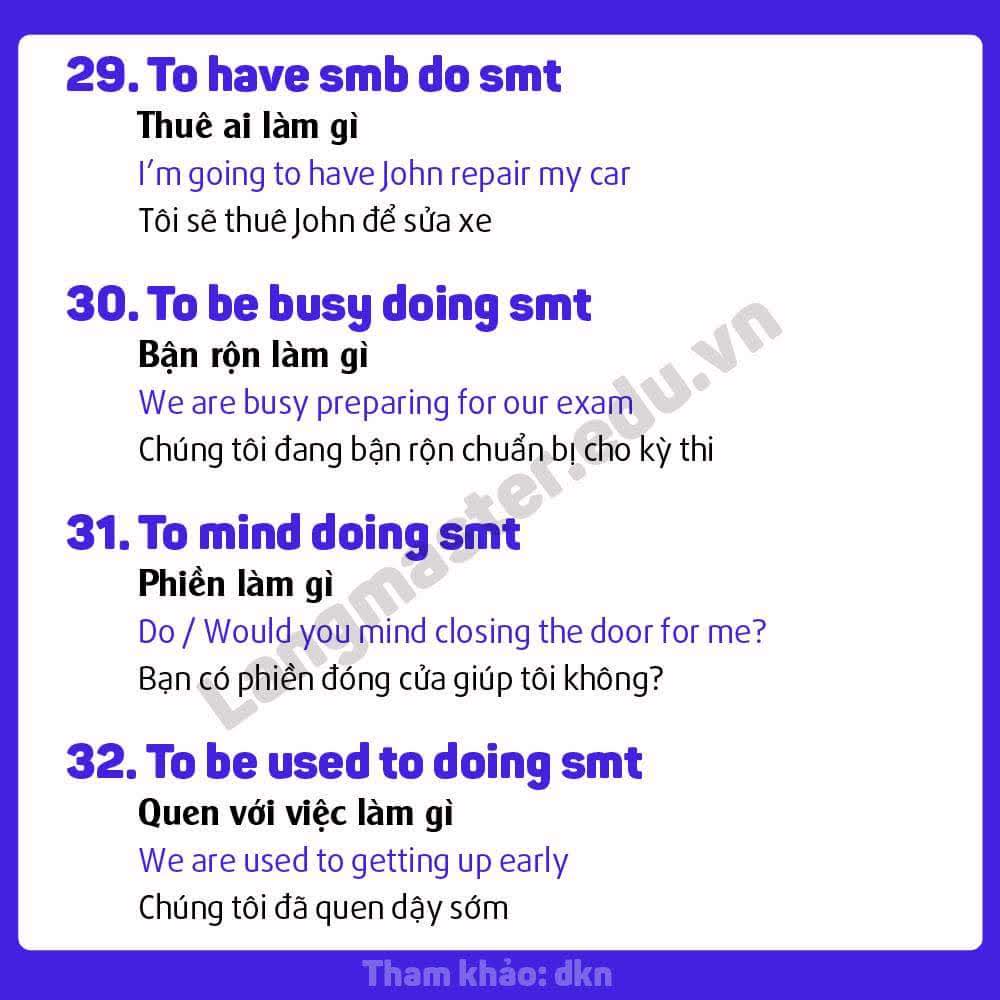 29. To have smb do smt
Thuê ai làm gì
I’m going to have John repair my car
Tôi sẽ thuê John để sửa xe
30. To be busy doing smt
Bận rộn làm gì
We are busy preparing for our exam
Chúng tôi đang bận rộn chuẩn bị cho kỳ thi
31. To mind doing smt
Phiền làm gì
Do / Would you mind closing the door for me?
Bạn có phiền đóng cửa giúp tôi không?
32. To be used to doing smt
Quen với việc làm gì
We are used to getting up early
Chúng tôi đã quen dậy sớm
Langmaster.edu.vn
Tham khảo: dkn